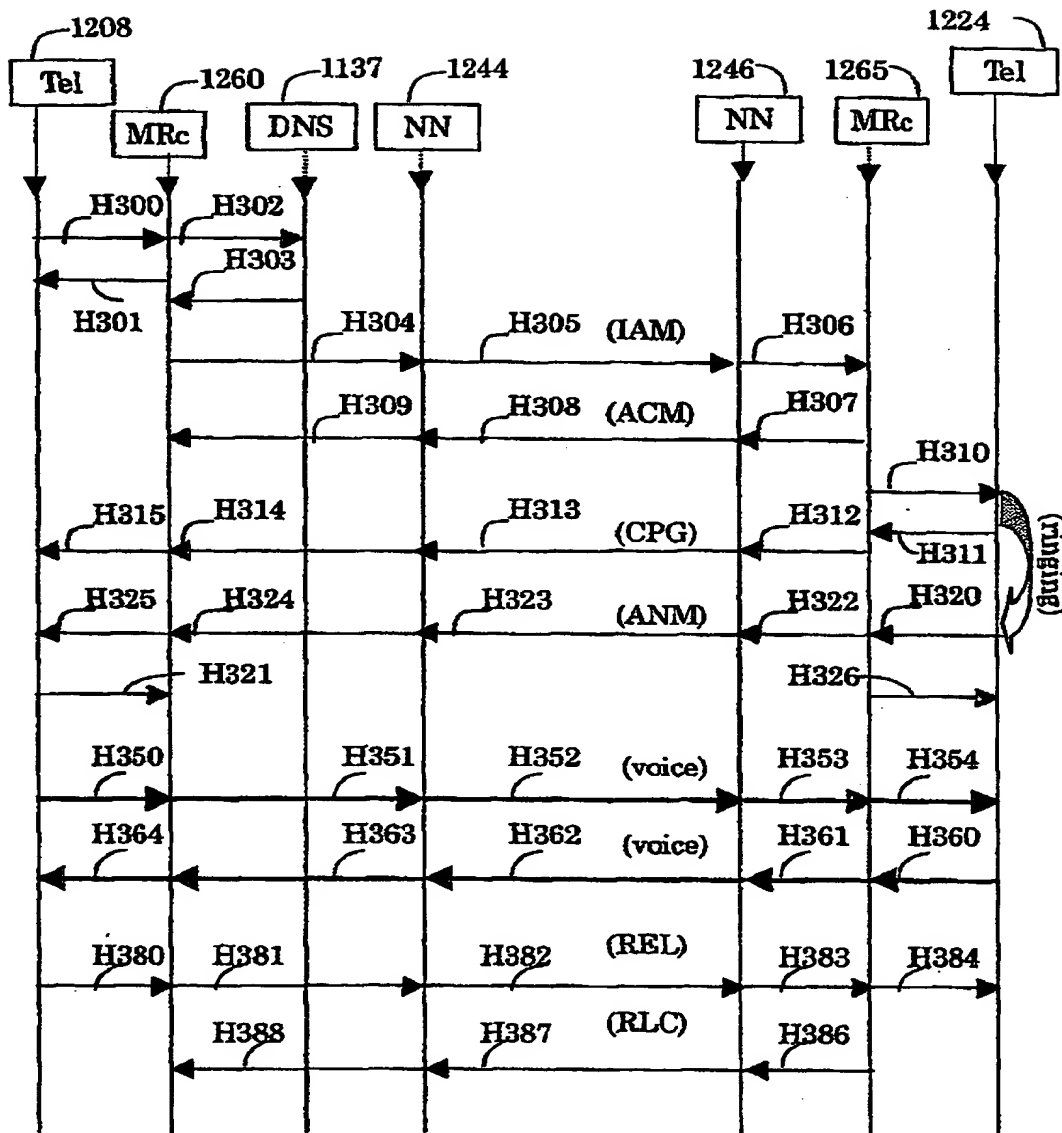 1208
1224
1260
1137
1244
1246
1265
Tel
MRc
DNS
NN
NN
MRc
Tel
H300
H302
H303
H301
H304
H305
(IAM)
H306
H309
H308
(ACM)
H307
H310
H315
H314
H313
(CPG)
H312
H311
(ringing)
H325
H324
H323
(ANM)
H322
H320
H321
H326
H350
H351
H352
(voice)
H353
H354
H364
H363
H362
(voice)
H361
H360
H380
H381
H382
(REL)
H383
H384
H388
H387
(RLC)
H386